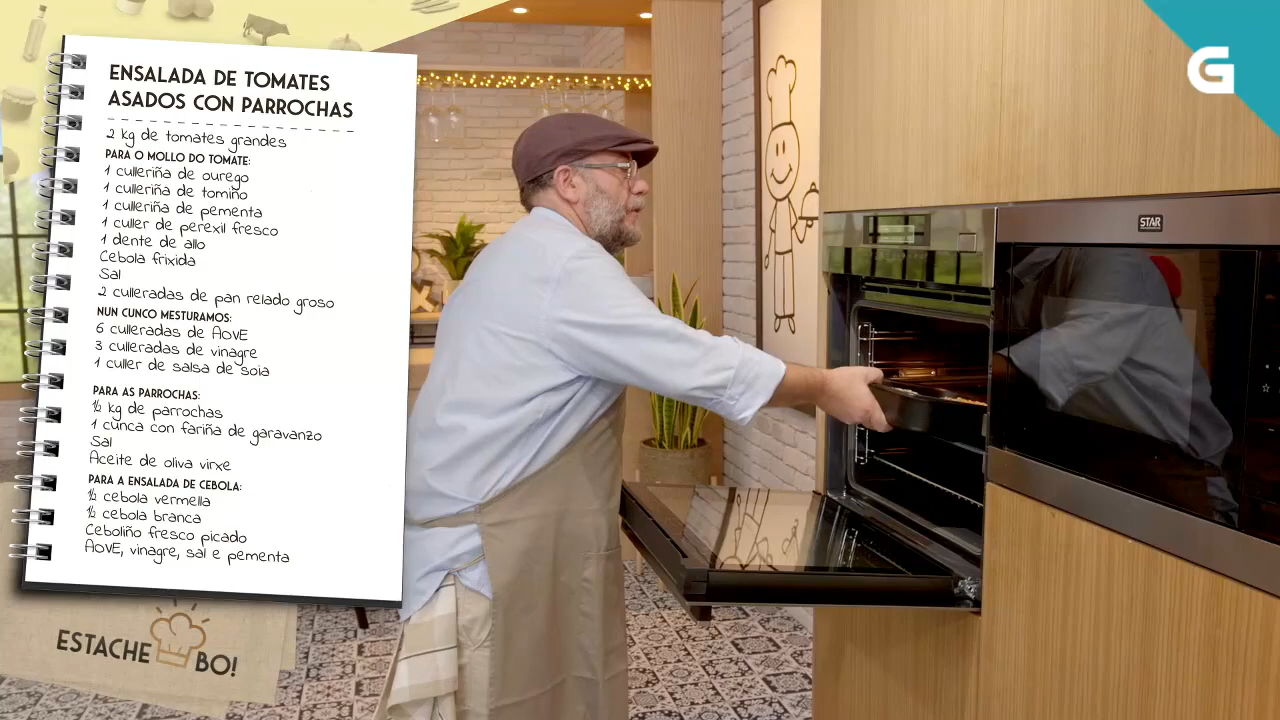 ENSALADA DE TOMATES
ASADOS CON PARROCHAS
2 kg de tomates grandes
PARA O MOLLO DO TOMATE:
1 culleriña de ourego
1 culleriña de tomiño
1 culleriña de pementa
1 culler de perexil fresco
1 dente de allo
Cebola frixida
Sal
2 culleradas de pan relado groso
NUN CUNCO MESTURAMOS:
6 culleradas de AOVE
3 culleradas de vinagre
1 culler de salsa de soia
PARA AS PARROCHAS:
½ kg de parrochas
1 cunca con fariña de garavanzo
Sal
Aceite de oliva virxe
PARA A ENSALADA DE CEBOLA:
½ cebola vermella
½ cebola branca
Ceboliño fresco picado
AOVE, vinagre, sal e pementa
ESTACHE BO!
G
STAR